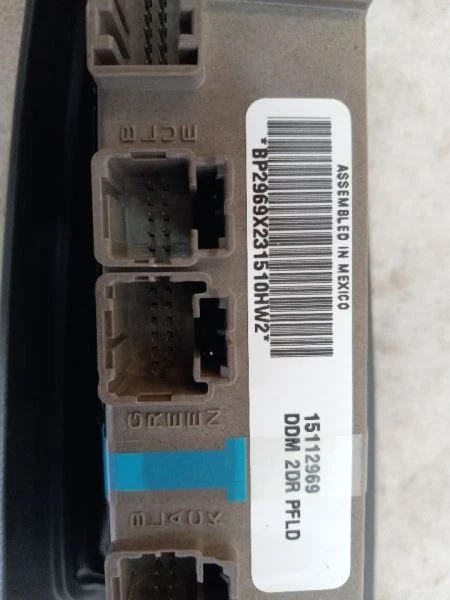 BLUE
GREEN
BLACK
ASSEMBLED IN MEXICO
*BP2969X231510HW2*
15112969
DDM 2DR PFLD